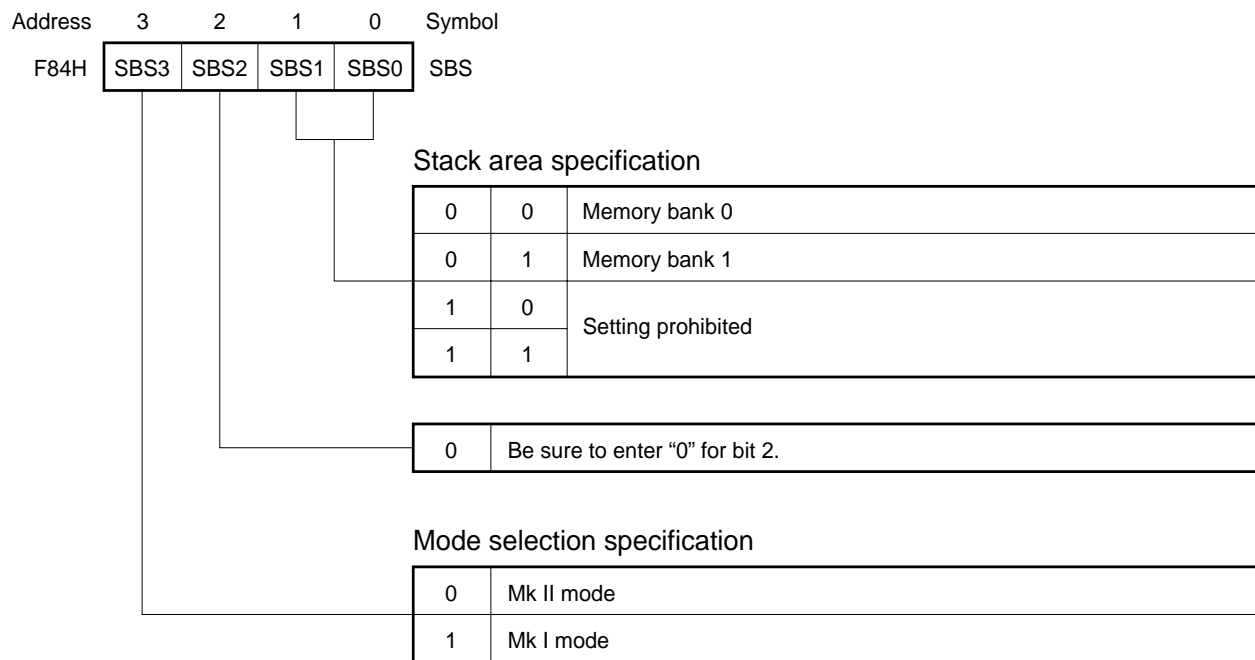 Address 3 2 1 0 Symbol
F84H SBS3 SBS2 SBS1 SBS0 SBS
Stack area specification
0 0 Memory bank 0
0 1 Memory bank 1
1 0 Setting prohibited
1 1
0 Be sure to enter “0” for bit 2.
Mode selection specification
0 Mk II mode
1 Mk I mode